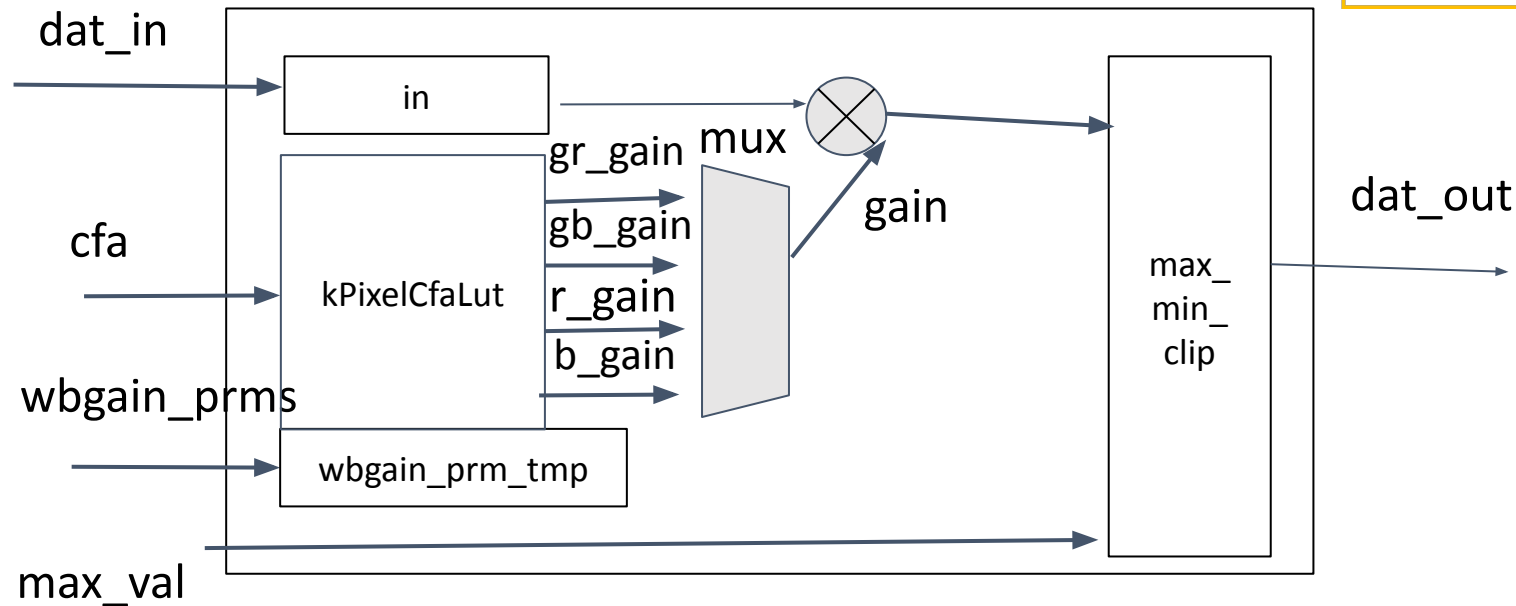 dat_in
in
mux
gr_gain
gb_gain
gain
dat_out
cfa
kPixelCfaLut
r_gain
b_gain
max_
min_
clip
wbgain_prms
wbgain_prm_tmp
max_val